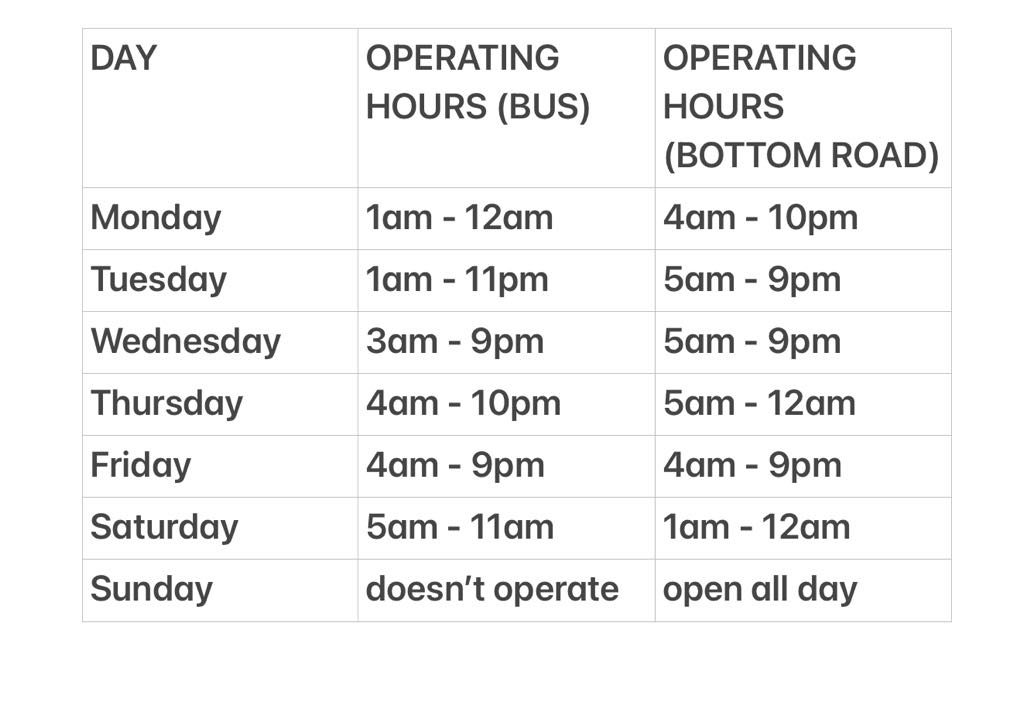 DAY
OPERATING
HOURS (BUS)
OPERATING
HOURS
(BOTTOM ROAD)
Monday
1am - 12am
4am - 10pm
Tuesday
1am - 11pm
5am - 9pm
Wednesday
3am - 9pm
5am - 9pm
Thursday
4am - 10pm
5am - 12am
Friday
4am - 9pm
4am - 9pm
Saturday
5am - 11am
1am - 12am
Sunday
doesn’t operate
open all day